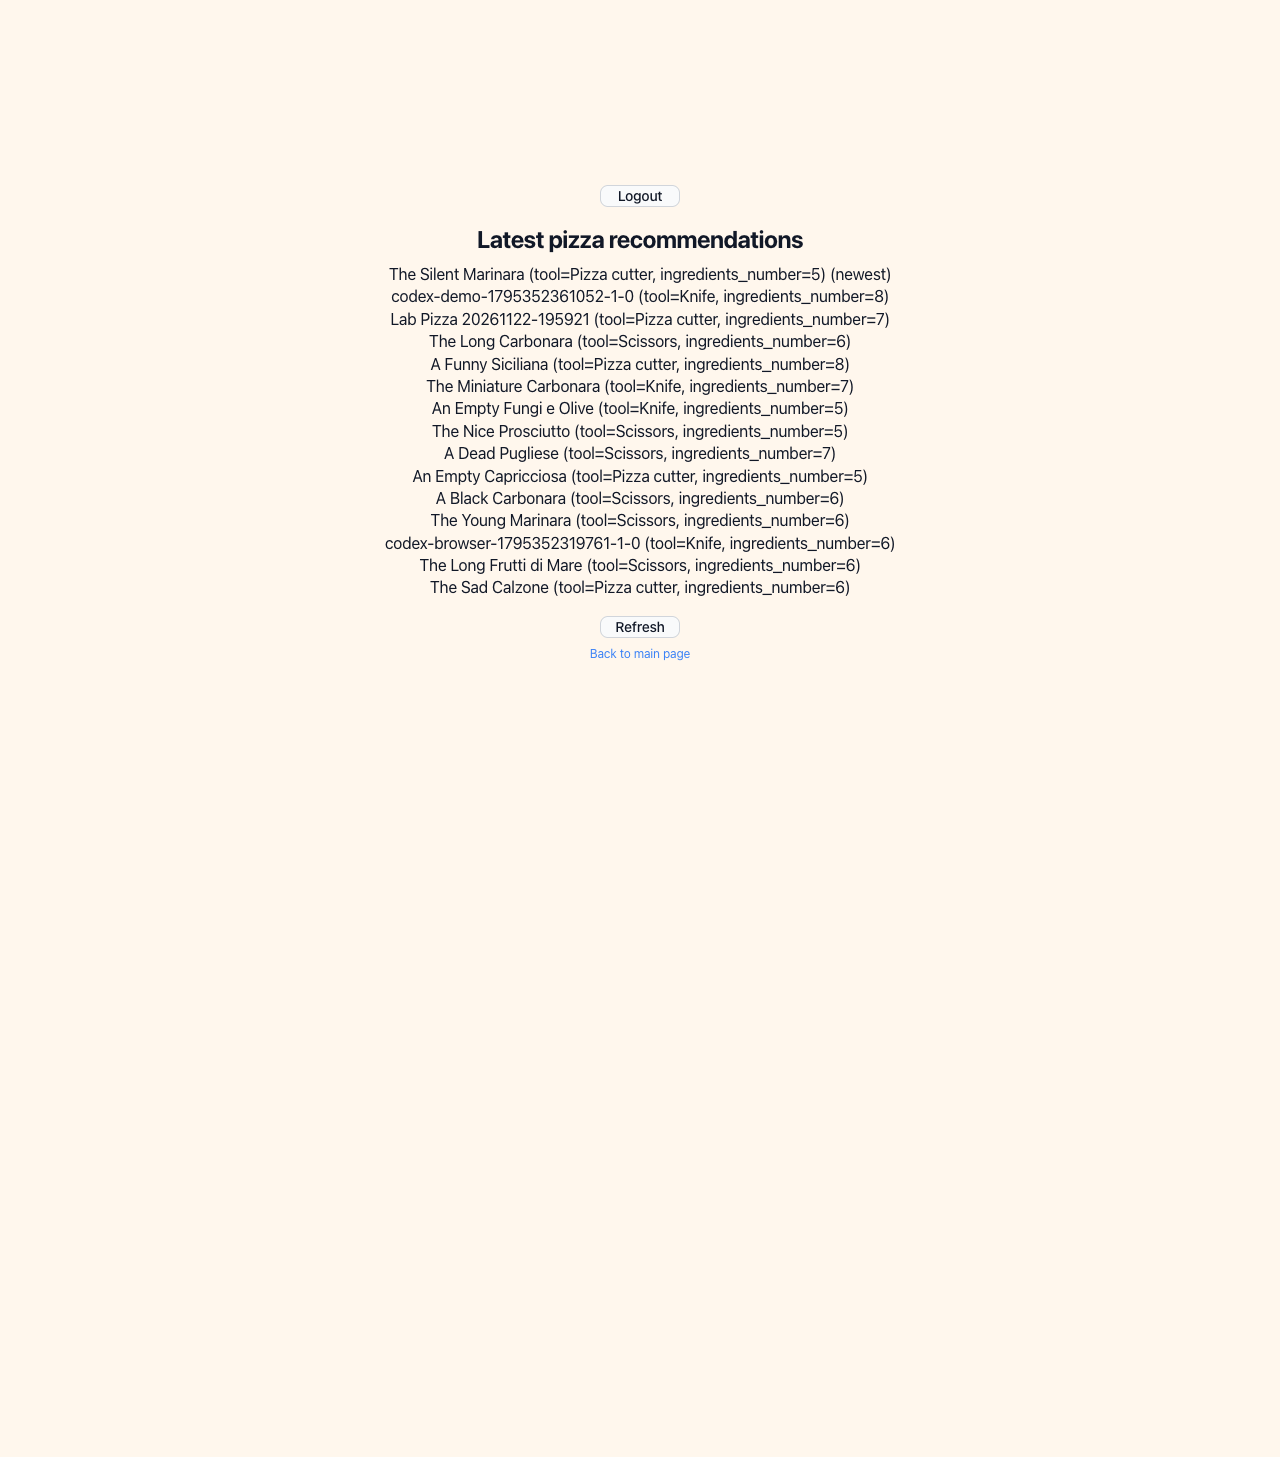 Logout
Latest pizza recommendations
The Silent Marinara (tool=Pizza cutter, ingredients_number=5) (newest)
codex-demo-1795352361052-1-0 (tool=Knife, ingredients_number=8)
Lab Pizza 20261122-195921 (tool=Pizza cutter, ingredients_number=7)
The Long Carbonara (tool=Scissors, ingredients_number=6)
A Funny Siciliana (tool=Pizza cutter, ingredients_number=8)
The Miniature Carbonara (tool=Knife, ingredients_number=7)
An Empty Fungi e Olive (tool=Knife, ingredients_number=5)
The Nice Prosciutto (tool=Scissors, ingredients_number=5)
A Dead Pugliese (tool=Scissors, ingredients_number=7)
An Empty Capricciosa (tool=Pizza cutter, ingredients_number=5)
A Black Carbonara (tool=Scissors, ingredients_number=6)
The Young Marinara (tool=Scissors, ingredients_number=6)
codex-browser-1795352319761-1-0 (tool=Knife, ingredients_number=6)
The Long Frutti di Mare (tool=Scissors, ingredients_number=6)
The Sad Calzone (tool=Pizza cutter, ingredients_number=6)
Refresh
Back to main page